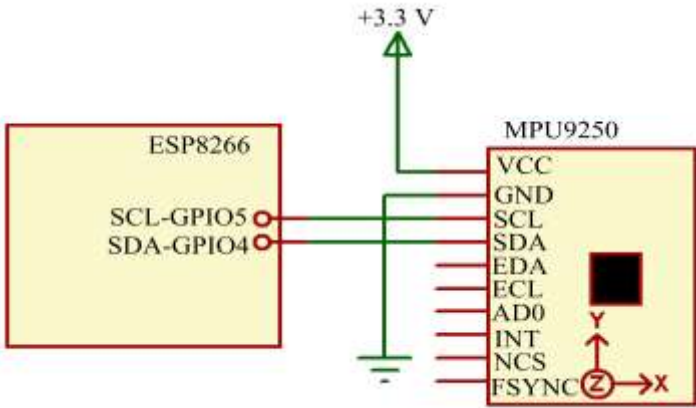 +3.3 V
ESP8266
MPU9250
VCC
GND
SCL-GPIO5
SCL
SDA-GPIO4
SDA
EDA
ECL
AD0
INT
NCS
FSYNC
Y
Z
X